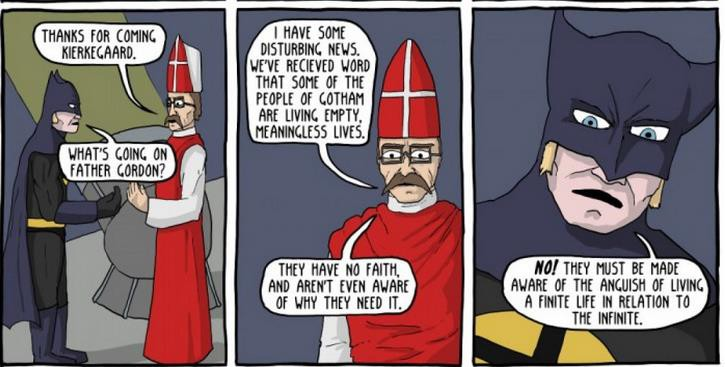 THANKS FOR COMING
KIERKEGAARD.
WHAT'S GOING ON
FATHER GORDON?
I HAVE SOME
DISTURBING NEWS.
WE'VE RECIEVED WORD
THAT SOME OF THE
PEOPLE OF GOTHAM
ARE LIVING EMPTY,
MEANINGLESS LIVES.
THEY HAVE NO FAITH,
AND AREN'T EVEN AWARE
OF WHY THEY NEED IT.
NO! THEY MUST BE MADE
AWARE OF THE ANGUISH OF LIVING
A FINITE LIFE IN RELATION TO
THE INFINITE.